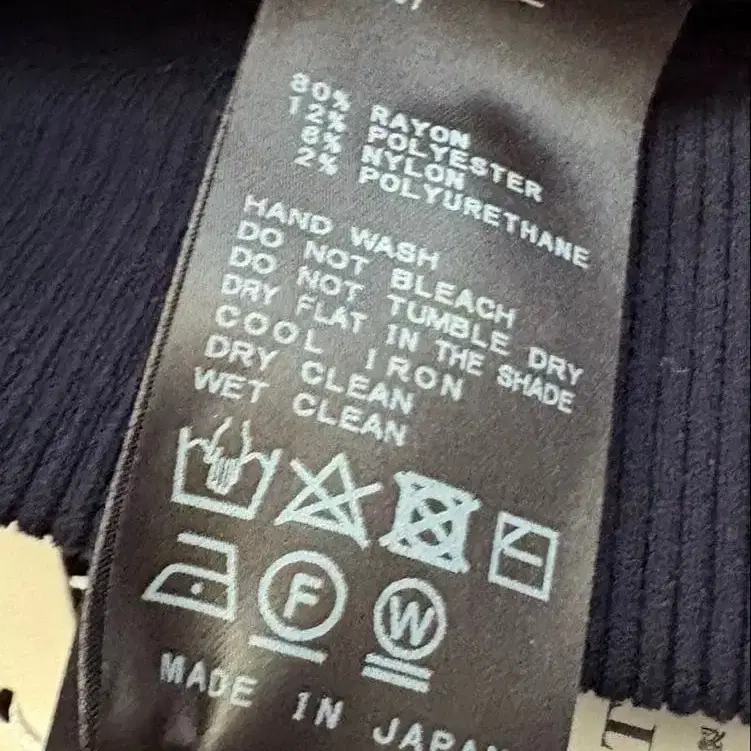 80% RAYON
12% POLYESTER
6% NYLON
2% POLYURETHANE
HAND WASH
DO NOT BLEACH
DO NOT TUMBLE DRY
DRY FLAT IN THE SHADE
COOL IRON
DRY CLEAN
WET CLEAN
F
W
MADE IN JAPAN